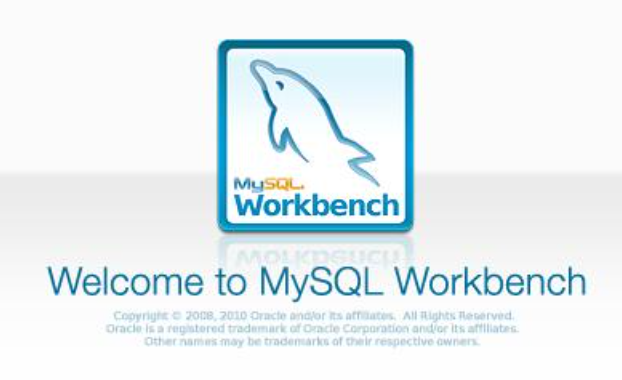 MySQL.
Workbench
Welcome to MySQL Workbench
Copyright © 2008, 2010 Oracle and/or its affiliates. All Rights Reserved.
Oracle is a registered trademark of Oracle Corporation and/or its affiliates.
Other names may be trademarks of their respective owners.